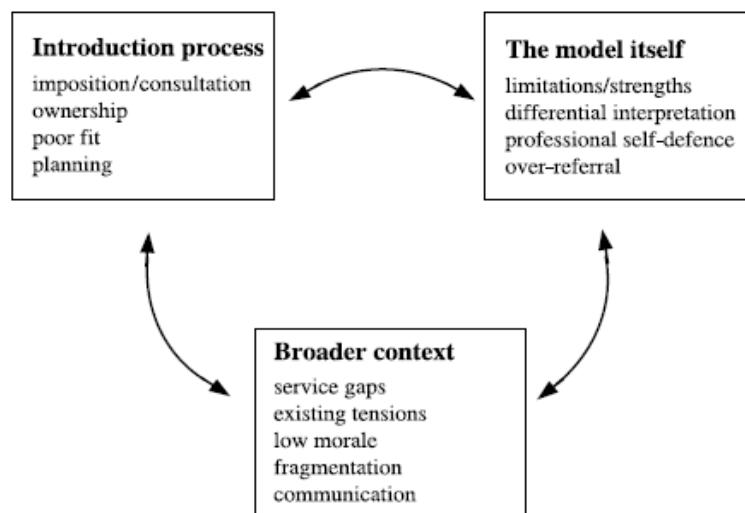 Introduction process
imposition/consultation
ownership
poor fit
planning
The model itself
limitations/strengths
differential interpretation
professional self-defence
over-referral
Broader context
service gaps
existing tensions
low morale
fragmentation
communication